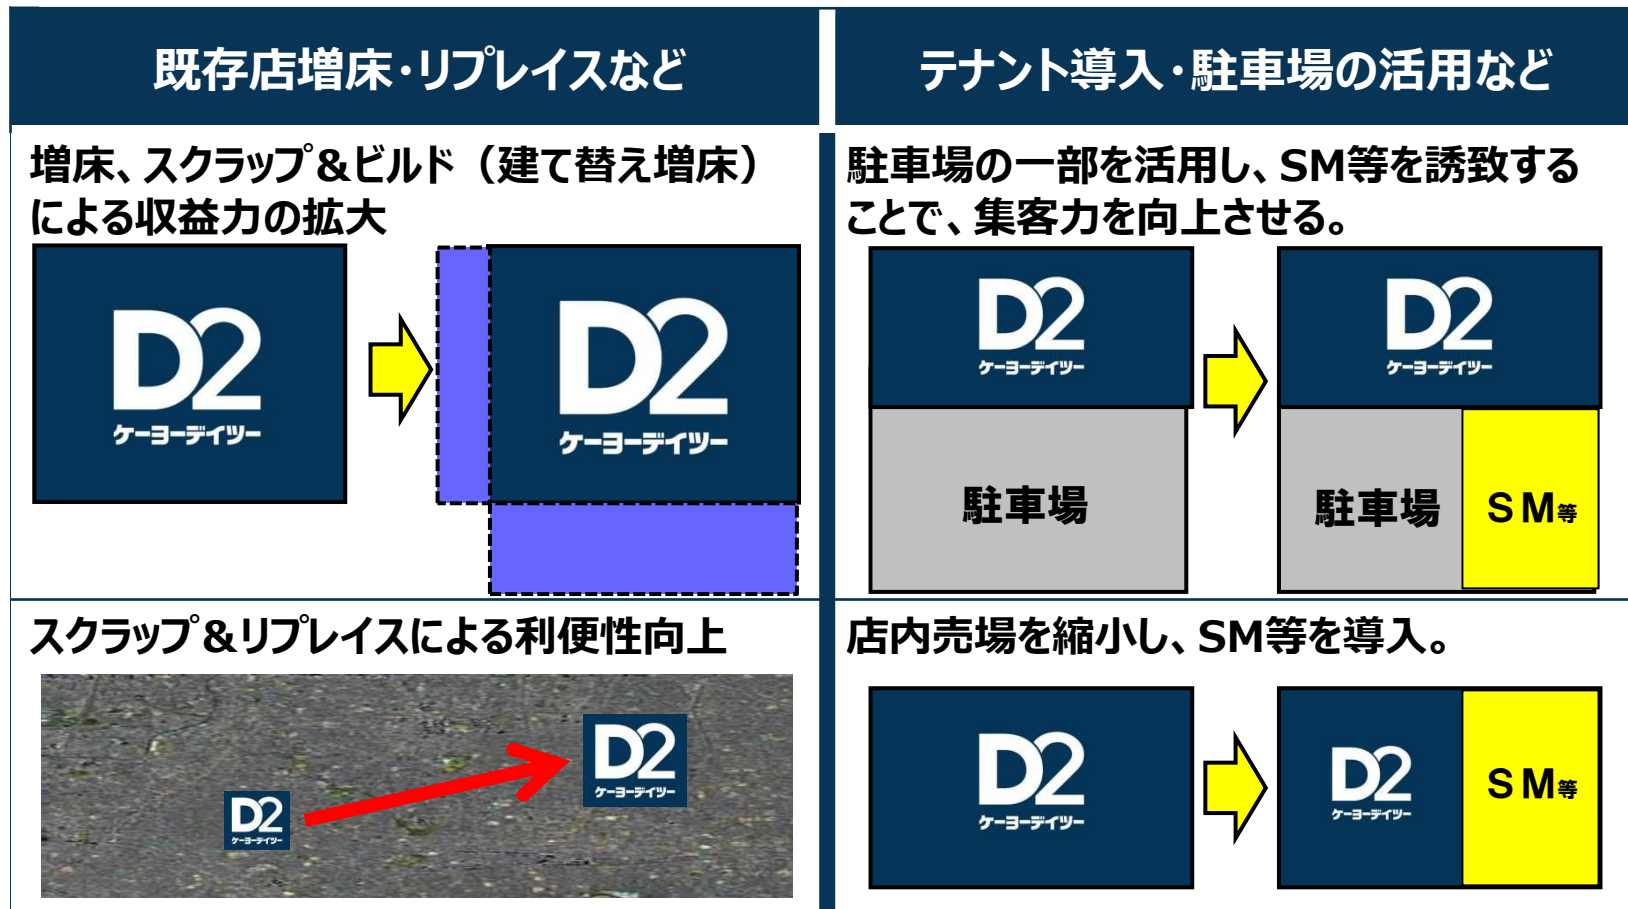 既存店増床・リプレイスなど
増床、スクラップ&ビルド（建て替え増床）
による収益力の拡大
D2
ケーヨーデイツー
D2
ケーヨーデイツー
スクラップ&リプレイスによる利便性向上
D2
ケーヨーデイツー
D2
ケーヨーデイツー
テナント導入・駐車場の活用など
駐車場の一部を活用し、SM等を誘致する
ことで、集客力を向上させる。
D2
ケーヨーデイツー
駐車場
D2
ケーヨーデイツー
駐車場
SM等
店内売場を縮小し、SM等を導入。
D2
ケーヨーデイツー
D2
ケーヨーデイツー
SM等